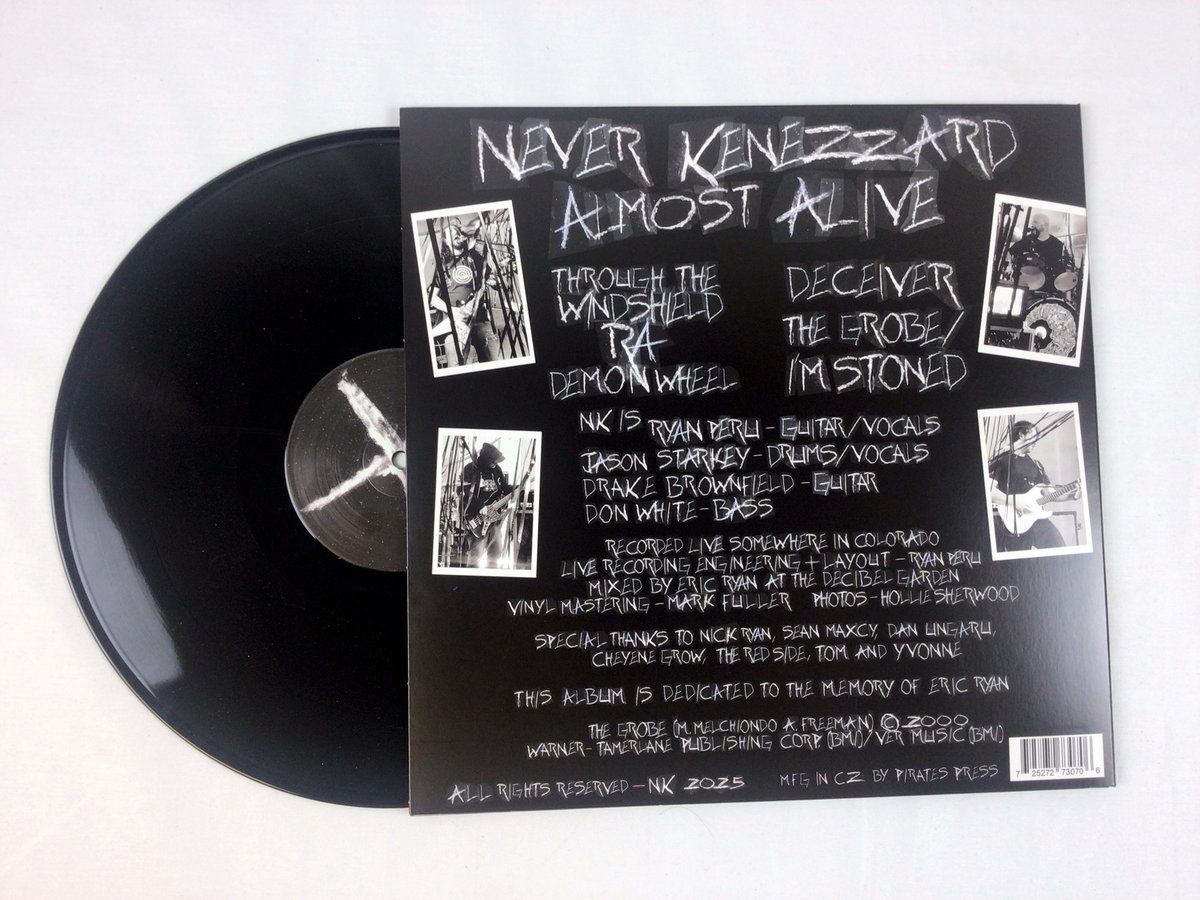 NEVER KENEZZARD
ALMOST ALIVE
THROUGH THE
WINDSHIELD
RA
DEMON WHEEL
DECEIVER
THE GROBE/
I'M STONED
NK IS RYAN PERU - GUITAR/VOCALS
JASON STARKEY - DRUMS/VOCALS
DRAKE BROWNFIELD - GUITAR
DON WHITE - BASS
RECORDED LIVE SOMEWHERE IN COLORADO
LIVE RECORDING ENGINEERING + LAYOUT - RYAN PERU
MIXED BY ERIC RYAN AT THE DECIBEL GARDEN
VINYL MASTERING - MARK FULLER PHOTOS - HOLLIE SHERWOOD
SPECIAL THANKS TO NICK RYAN, SEAN MAXCY, DAN UNGARU,
CHEYENE GROW, THE RED SIDE, TOM AND YVONNE
THIS ALBUM IS DEDICATED TO THE MEMORY OF ERIC RYAN
THE GROBE (M. MELCHIONDO A. FREEMAN) © 2000
WARNER-TAMERLANE PUBLISHING CORP. (BMI)/VER MUSIC (BMI)
ALL RIGHTS RESERVED - NK 2025
MFG IN CZ BY PIRATES PRESS
7 25272 73070 6